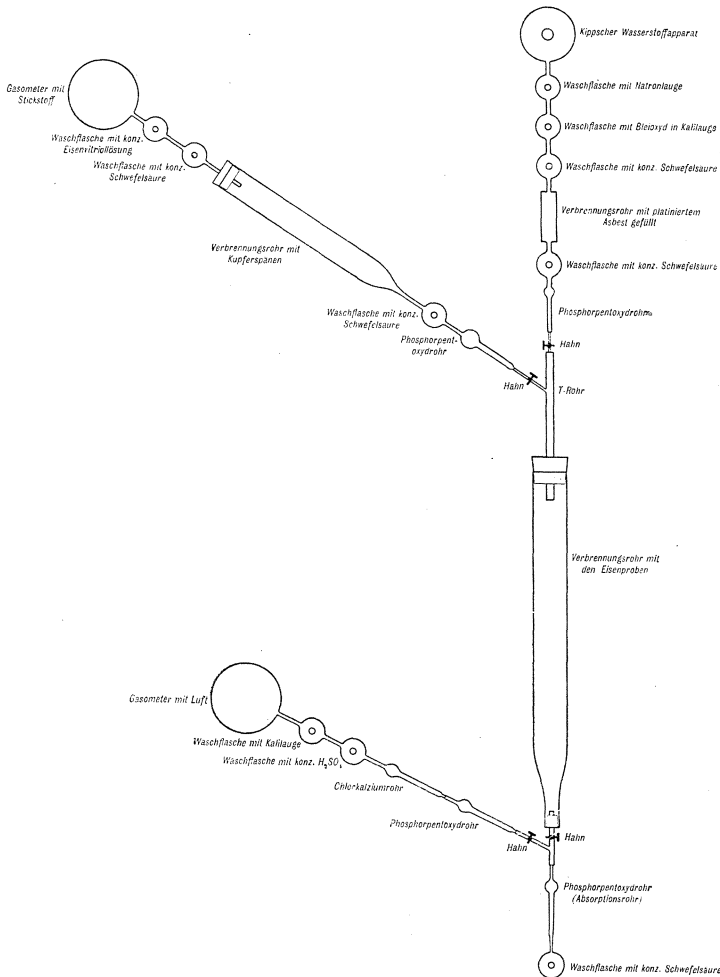 Kippscher Wasserstoffapparat
Gasometer mit
Stickstoff
Waschflasche mit Natronlauge
Waschflasche mit konz.
Eisenvitriollösung
Waschflasche mit Bleioxyd in Kalilauge
Waschflasche mit konz.
Schwefelsäure
Waschflasche mit konz. Schwefelsäure
Verbrennungsrohr mit platiniertem
Asbest gefüllt
Verbrennungsrohr mit
Kupferspänen
Waschflasche mit konz. Schwefelsäure
Waschflasche mit konz.
Schwefelsäure
Phosphorpentoxydrohr
Phosphorpent-
oxydrohr
Hahn
Hahn
T-Rohr
Verbrennungsrohr mit
den Eisenproben
Gasometer mit Luft
Waschflasche mit Kalilauge
Waschflasche mit konz. H₂SO₄
Chlorkalziumrohr
Phosphorpentoxydrohr
Hahn
Hahn
Phosphorpentoxydrohr
(Absorptionsrohr)
Waschflasche mit konz. Schwefelsäure